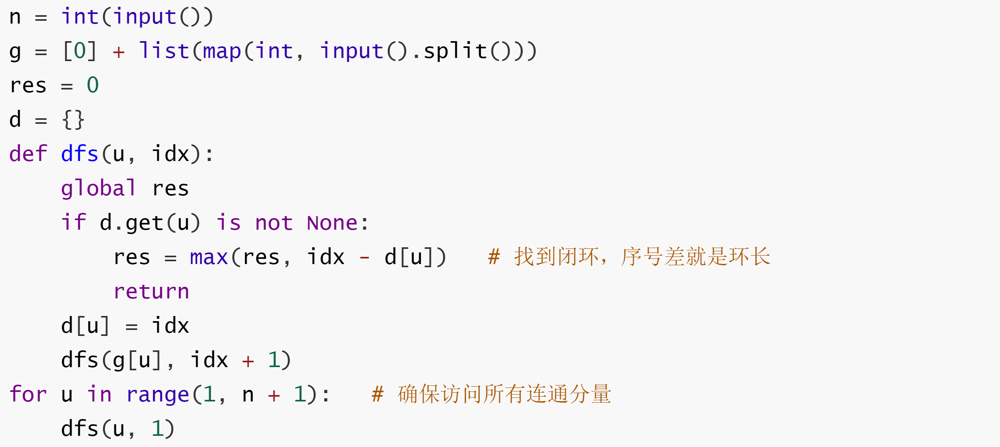 n = int(input())
g = [0] + list(map(int, input().split()))
res = 0
d = {}
def dfs(u, idx):
    global res
    if d.get(u) is not None:
        res = max(res, idx - d[u])   # 找到闭环，序号差就是环长
        return
    d[u] = idx
    dfs(g[u], idx + 1)
for u in range(1, n + 1):   # 确保访问所有连通分量
    dfs(u, 1)